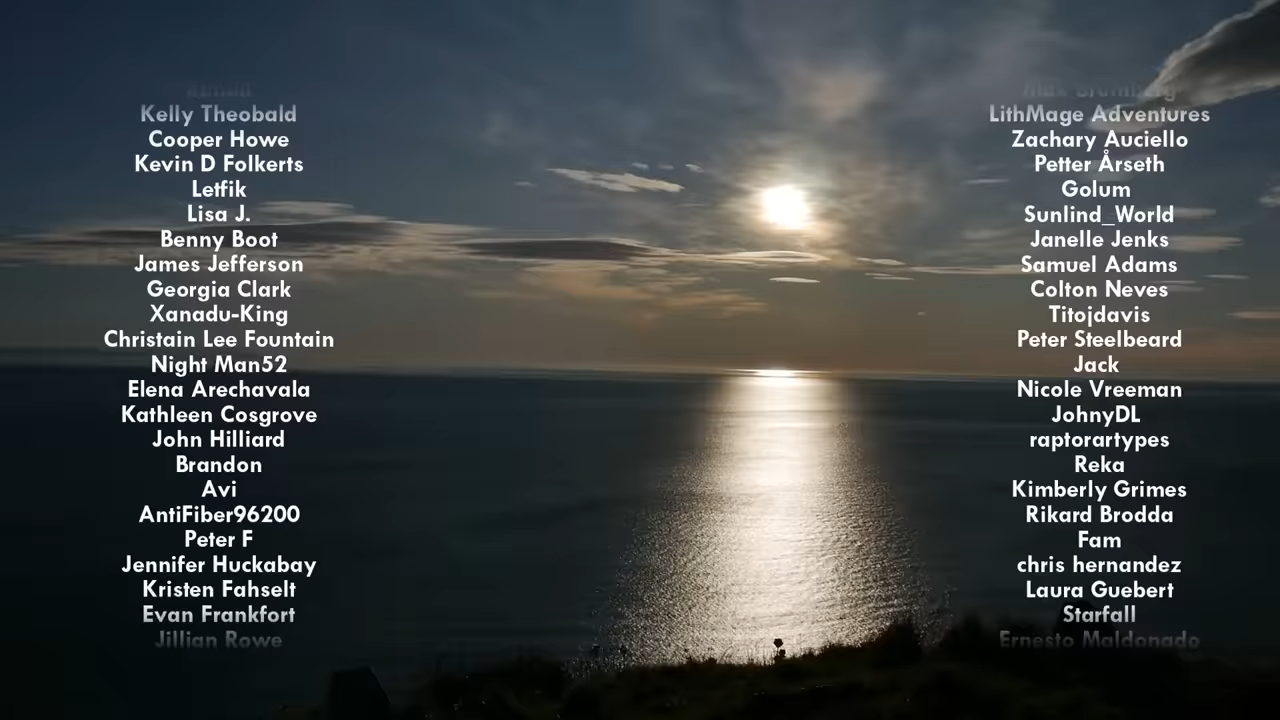 Kelly Theobald
Cooper Howe
Kevin D Folkerts
Letfik
Lisa J.
Benny Boot
James Jefferson
Georgia Clark
Xanadu-King
Christain Lee Fountain
Night Man52
Elena Arechavala
Kathleen Cosgrove
John Hilliard
Brandon
Avi
AntiFiber96200
Peter F
Jennifer Huckabay
Kristen Fahselt
Evan Frankfort
Jillian Rowe
LithMage Adventures
Zachary Auciello
Petter Årseth
Golum
Sunlind_World
Janelle Jenks
Samuel Adams
Colton Neves
Titojdavis
Peter Steelbeard
Jack
Nicole Vreeman
JohnyDL
raptorartypes
Reka
Kimberly Grimes
Rikard Brodda
Fam
chris hernandez
Laura Guebert
Starfall
Ernesto Maldonado